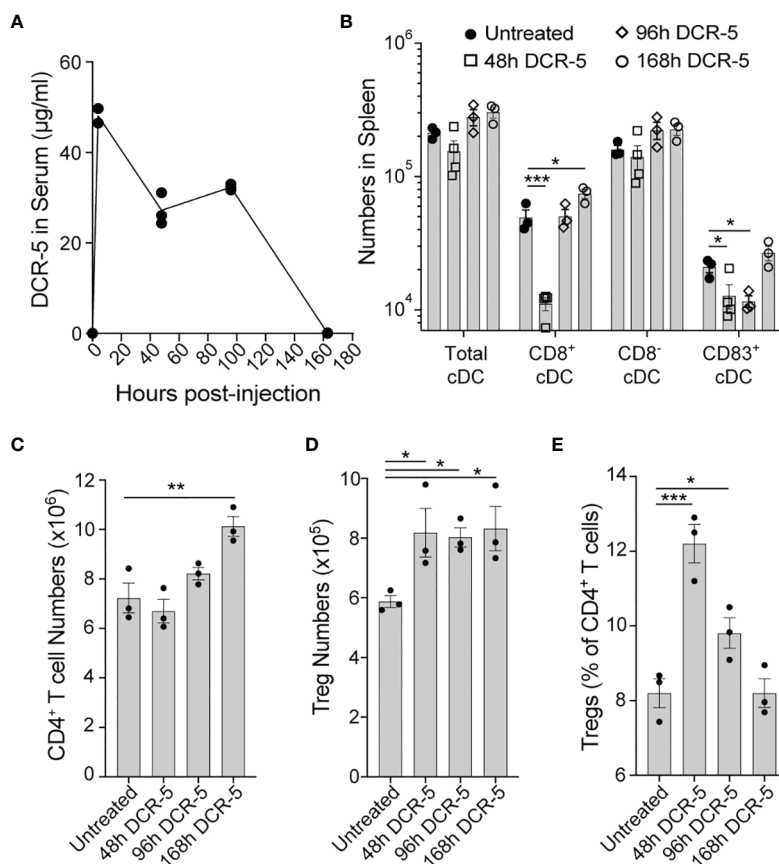 A
60
40
20
0
DCR-5 in Serum (µg/ml)
0 20 40 60 80 100 120 140 160 180
Hours post-injection
B
● Untreated
◇ 96h DCR-5
□ 48h DCR-5
○ 168h DCR-5
10⁶
10⁵
10⁴
Numbers in Spleen
***
*
*
*
Total cDC
CD8⁺ cDC
CD8⁻ cDC
CD83⁺ cDC
C
12
10
8
6
4
2
0
CD4⁺ T cell Numbers (x10⁶)
**
Untreated
48h DCR-5
96h DCR-5
168h DCR-5
D
10
8
6
4
2
0
Treg Numbers (x10⁵)
*
*
*
Untreated
48h DCR-5
96h DCR-5
168h DCR-5
E
14
12
10
8
6
Tregs (% of CD4⁺ T cells)
*
***
Untreated
48h DCR-5
96h DCR-5
168h DCR-5